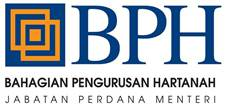 BPH
BAHAGIAN PENGURUSAN HARTANAH
JABATAN PERDANA MENTERI